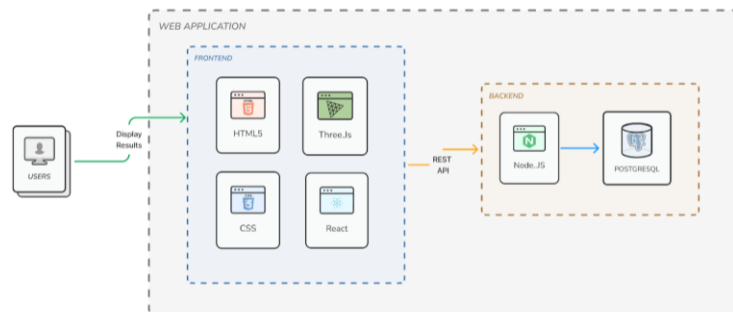 WEB APPLICATION
FRONTEND
HTML5
Three.Js
CSS
React
Display
Results
USERS
REST
API
BACKEND
Node.JS
POSTGRESQL